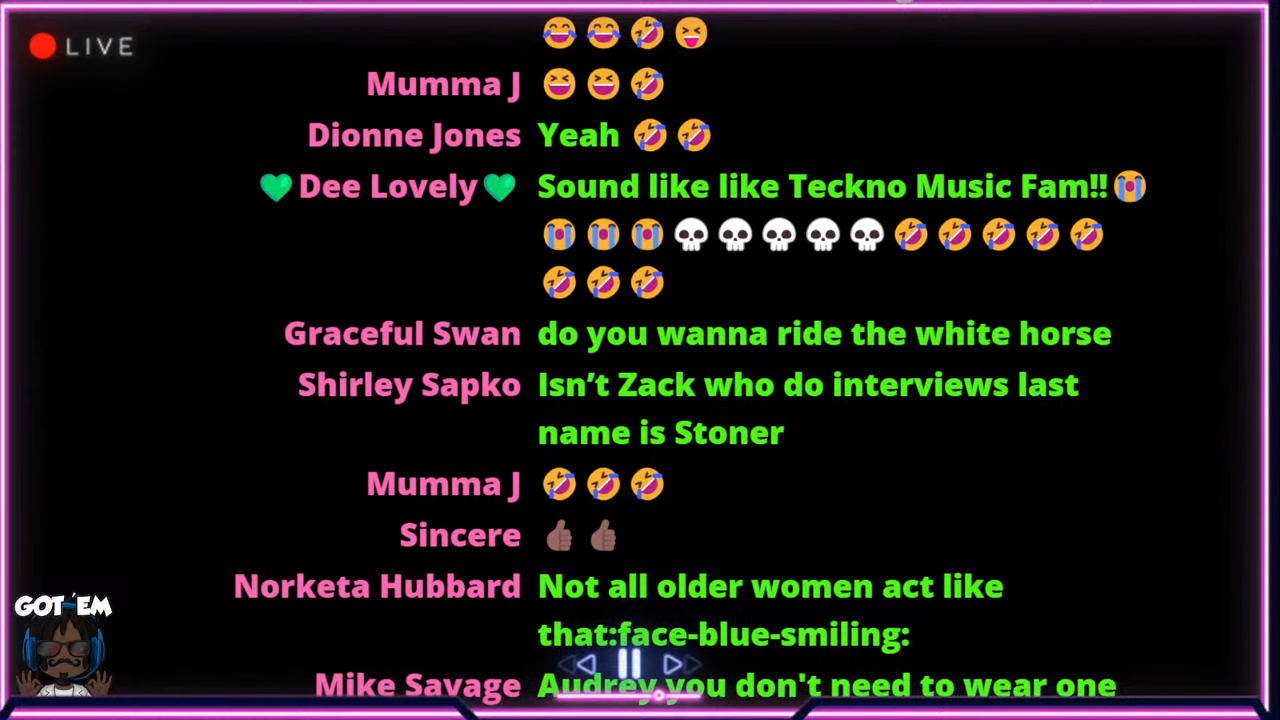 LIVE
😂 😂 🤣 😝
Mumma J 😆 😆 🤣
Dionne Jones Yeah 🤣 🤣
💚Dee Lovely💚 Sound like like Teckno Music Fam!!😭
😭 😭 😭 💀 💀 💀 💀 💀 🤣 🤣 🤣 🤣 🤣
🤣 🤣 🤣
Graceful Swan do you wanna ride the white horse
Shirley Sapko Isn’t Zack who do interviews last
name is Stoner
Mumma J 🤣 🤣 🤣
Sincere 👍🏾 👍🏾
Norketa Hubbard Not all older women act like
that:face-blue-smiling:
Mike Savage Audrey you don't need to wear one
GOT 'EM